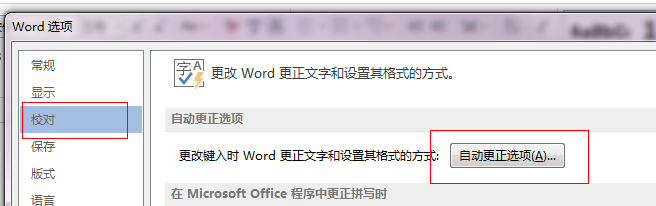 Word 选项
常规
显示
校对
保存
版式
语言
字A
更改 Word 更正文字和设置其格式的方式。
自动更正选项
更改键入时 Word 更正文字和设置其格式的方式:
自动更正选项(A)...
在 Microsoft Office 程序中更正拼写时